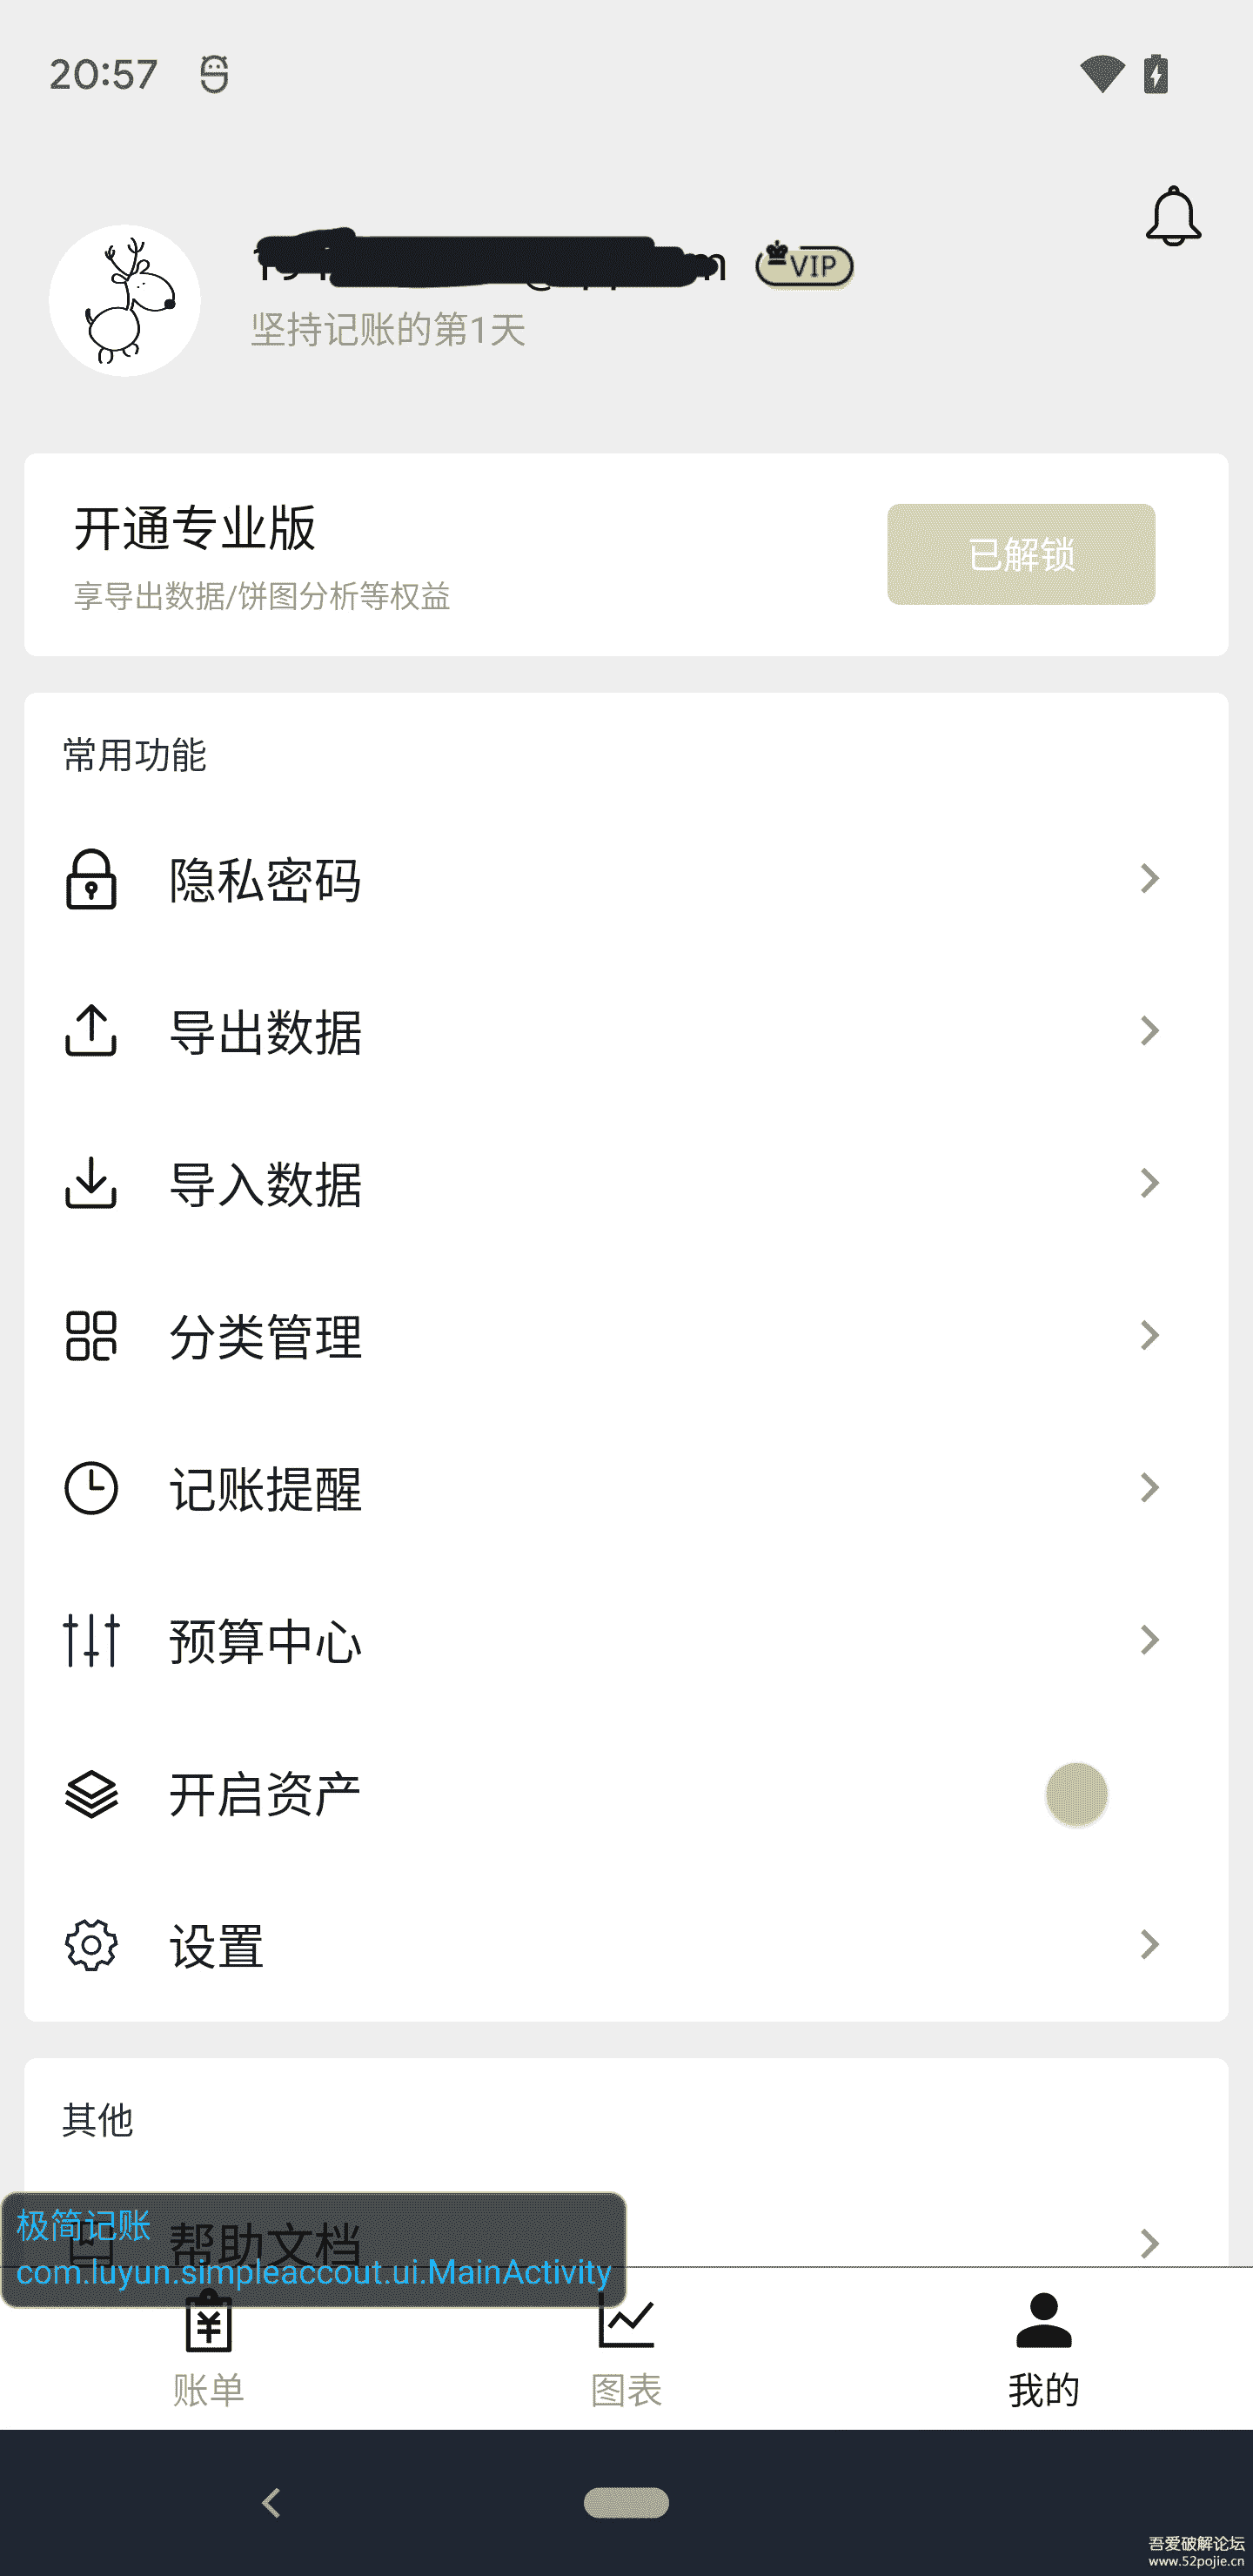 20:57
VIP
坚持记账的第1天
开通专业版
享导出数据/饼图分析等权益
已解锁
常用功能
隐私密码
导出数据
导入数据
分类管理
记账提醒
预算中心
开启资产
设置
其他
极简记账
帮助文档
com.luyun.simpleaccout.ui.MainActivity
账单
图表
我的
吾爱破解论坛
www.52pojie.cn